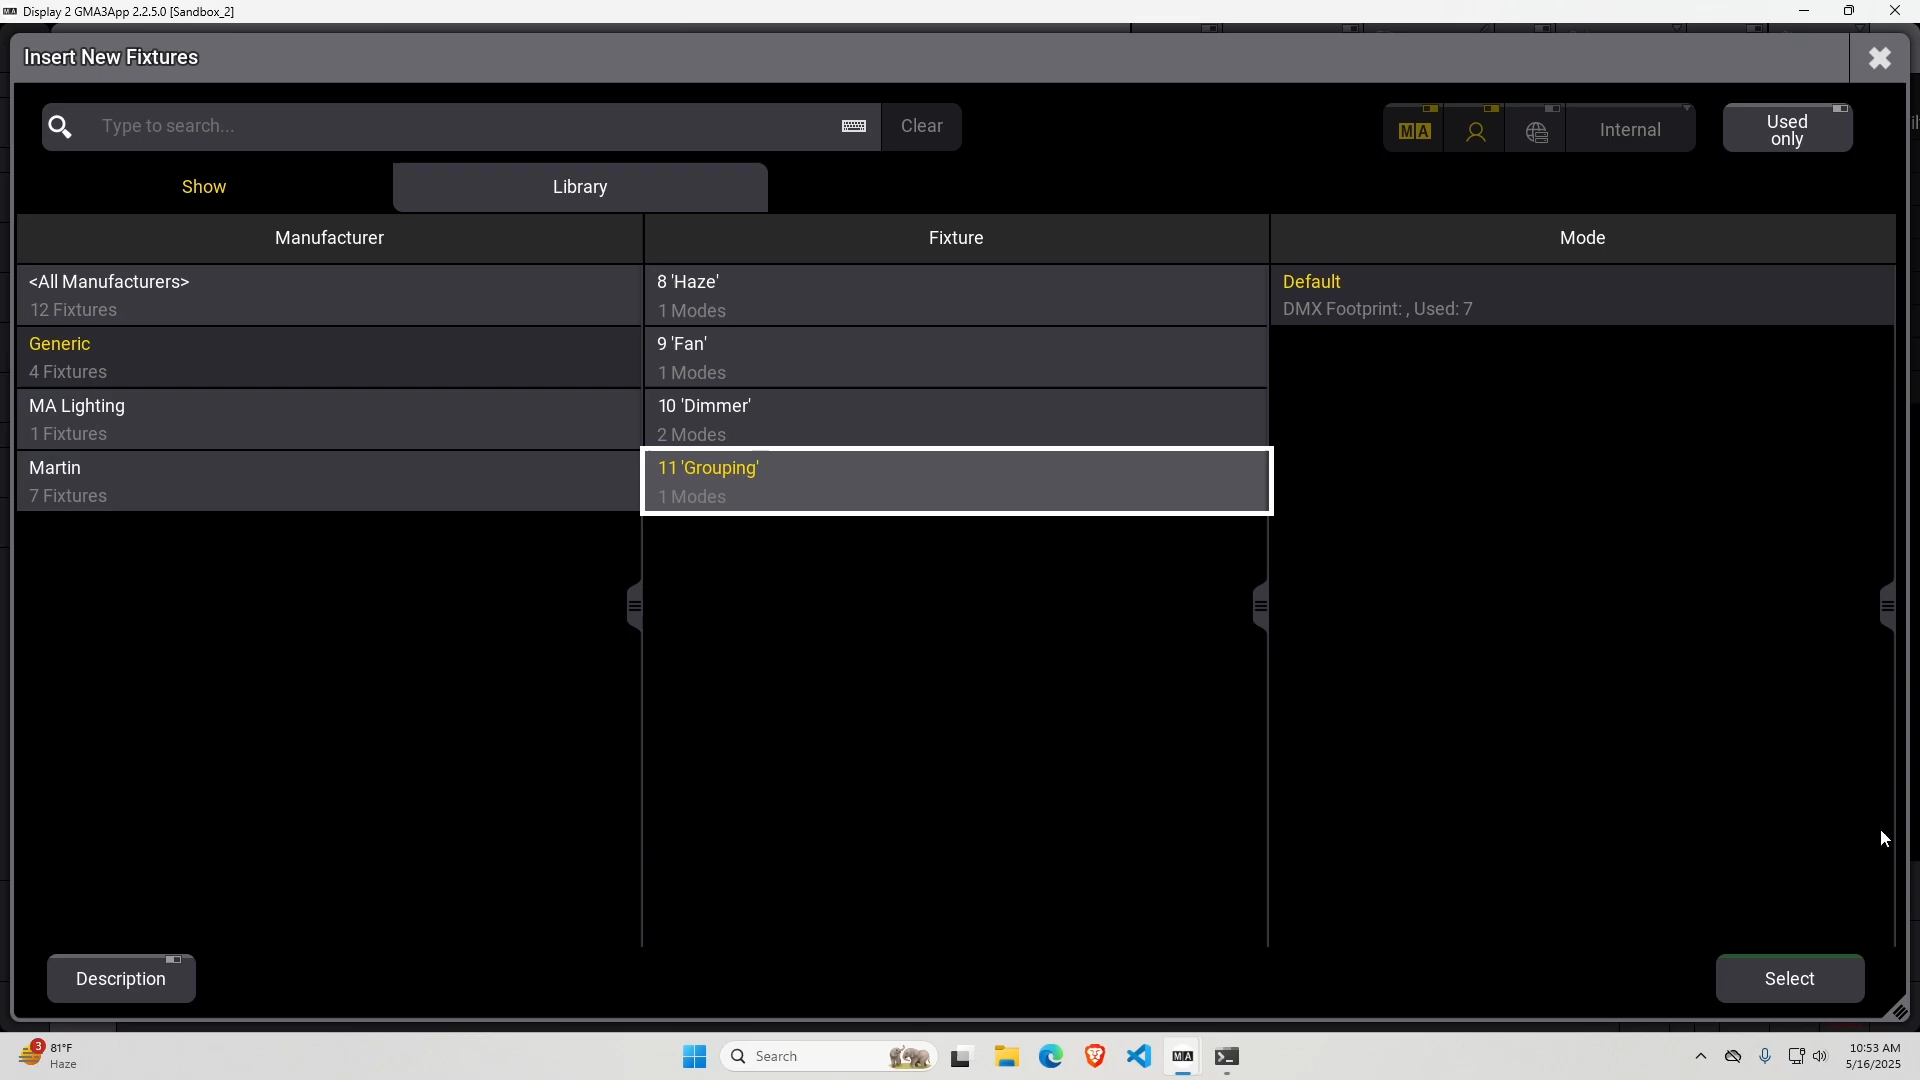 Display 2 GMA3App 2.2.5.0 [Sandbox_2]
Insert New Fixtures
Type to search...
Clear
MA
Internal
Used
only
Show
Library
Manufacturer
Fixture
Mode
<All Manufacturers>
12 Fixtures
Generic
4 Fixtures
MA Lighting
1 Fixtures
Martin
7 Fixtures
8 'Haze'
1 Modes
9 'Fan'
1 Modes
10 'Dimmer'
2 Modes
11 'Grouping'
1 Modes
Default
DMX Footprint: , Used: 7
Description
Select
3
81°F
Haze
Search
MA
10:53 AM
5/16/2025